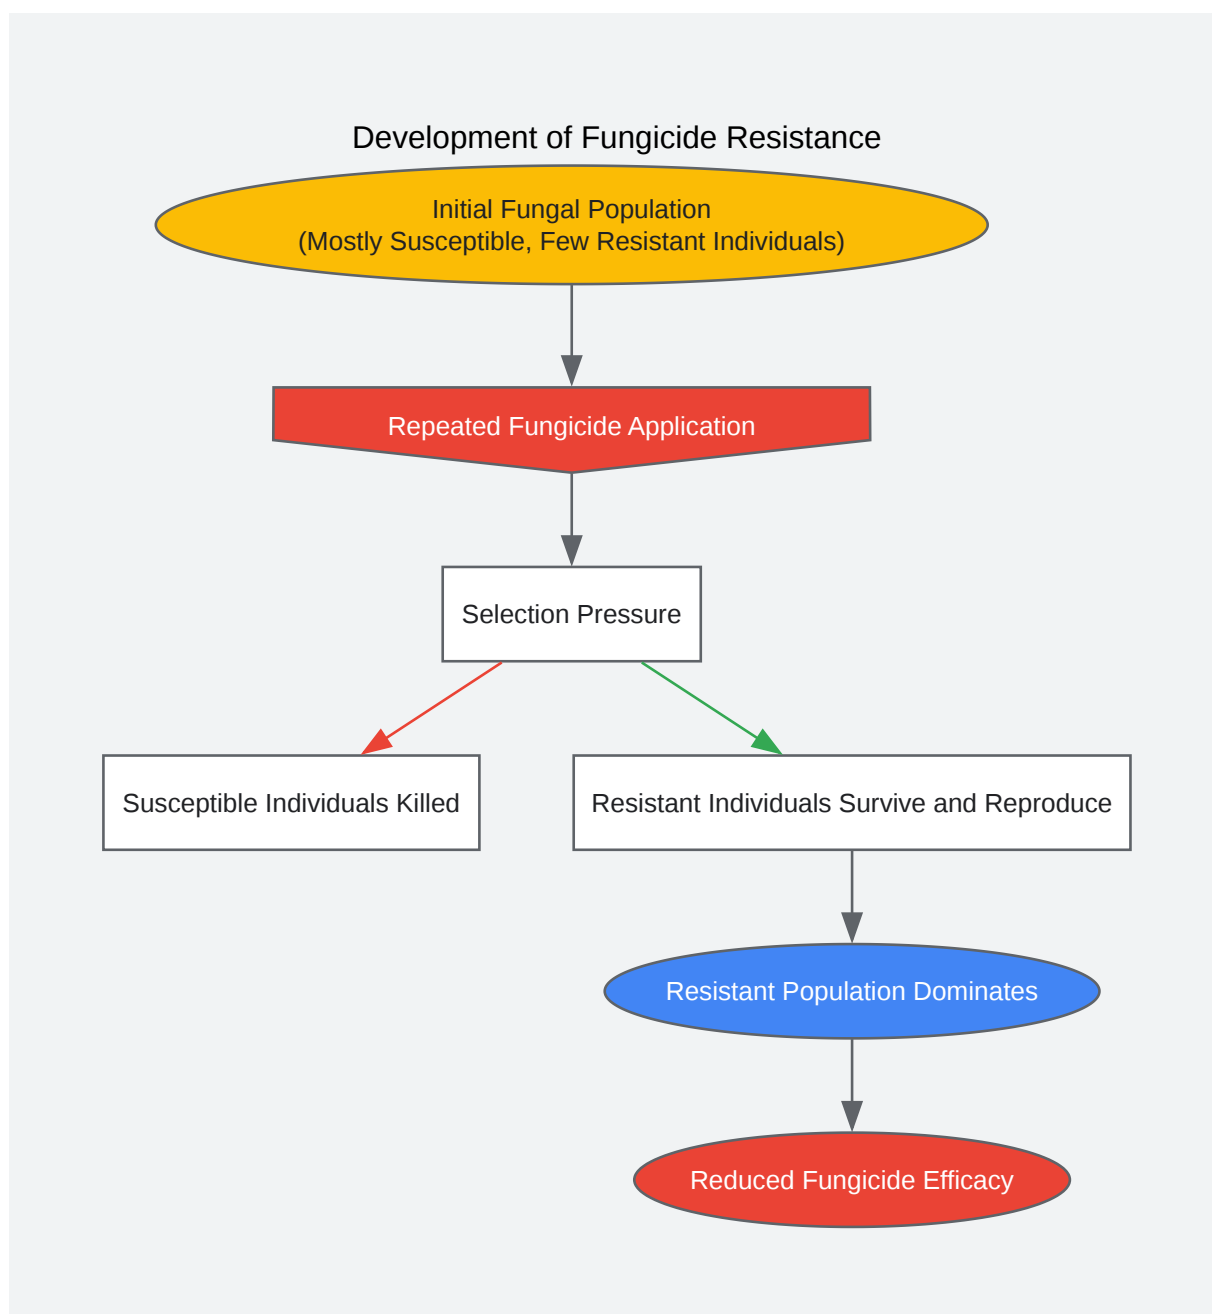 Development of Fungicide Resistance
Initial Fungal Population
(Mostly Susceptible, Few Resistant Individuals)
Repeated Fungicide Application
Selection Pressure
Susceptible Individuals Killed
Resistant Individuals Survive and Reproduce
Resistant Population Dominates
Reduced Fungicide Efficacy